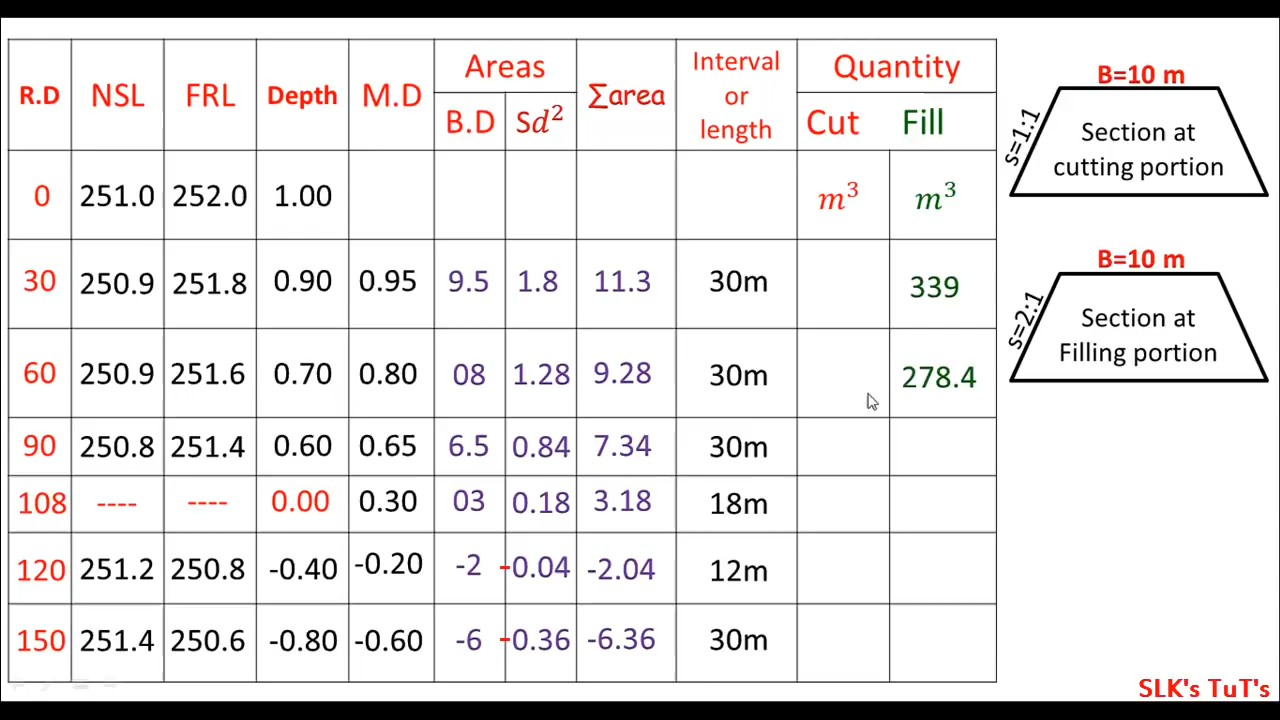 R.D NSL FRL Depth M.D Areas ∑area Interval or length Quantity
B.D Sd² Cut Fill
0 251.0 252.0 1.00 m³ m³
30 250.9 251.8 0.90 0.95 9.5 1.8 11.3 30m 339
60 250.9 251.6 0.70 0.80 08 1.28 9.28 30m 278.4
90 250.8 251.4 0.60 0.65 6.5 0.84 7.34 30m
108 ---- ---- 0.00 0.30 03 0.18 3.18 18m
120 251.2 250.8 -0.40 -0.20 -2 -0.04 -2.04 12m
150 251.4 250.6 -0.80 -0.60 -6 -0.36 -6.36 30m
B=10 m
s=1:1
Section at
cutting portion
B=10 m
s=2:1
Section at
Filling portion
SLK's TuT's